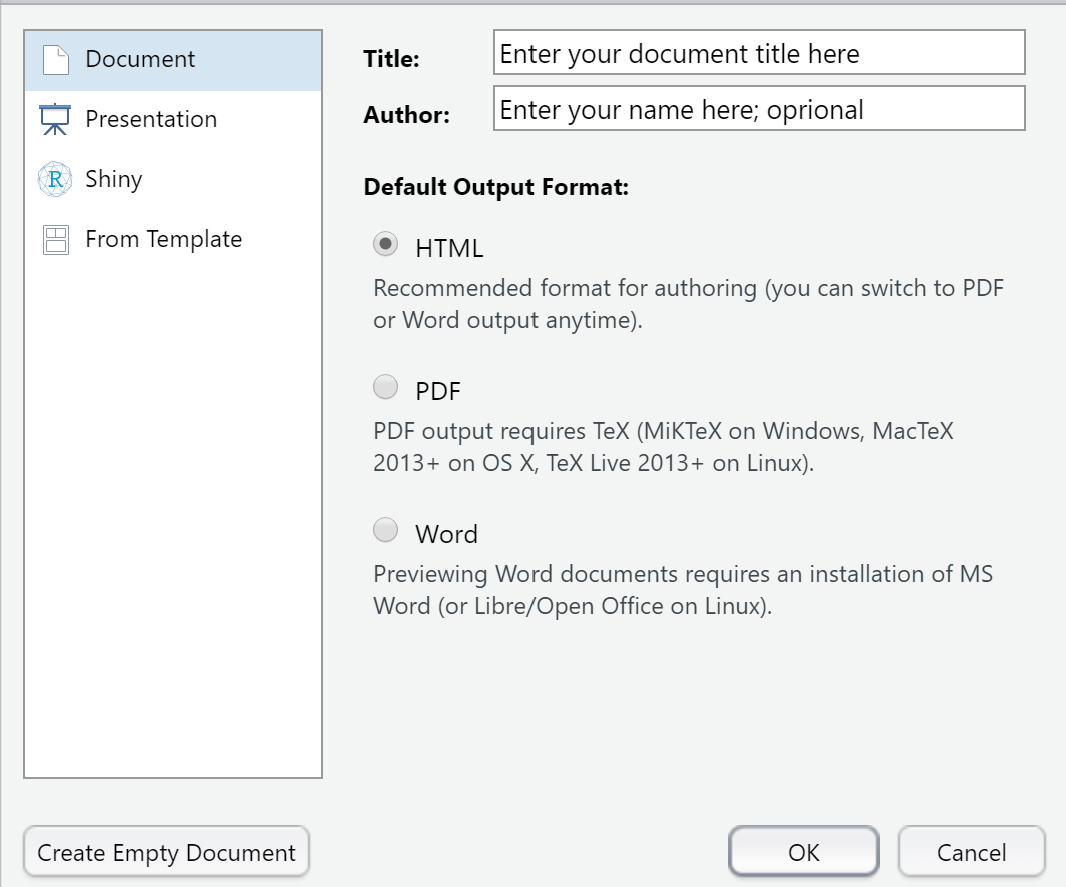 Document
Presentation
Shiny
From Template
Title:
Enter your document title here
Author:
Enter your name here; oprional
Default Output Format:
HTML
Recommended format for authoring (you can switch to PDF
or Word output anytime).
PDF
PDF output requires TeX (MiKTeX on Windows, MacTeX
2013+ on OS X, TeX Live 2013+ on Linux).
Word
Previewing Word documents requires an installation of MS
Word (or Libre/Open Office on Linux).
Create Empty Document
OK
Cancel